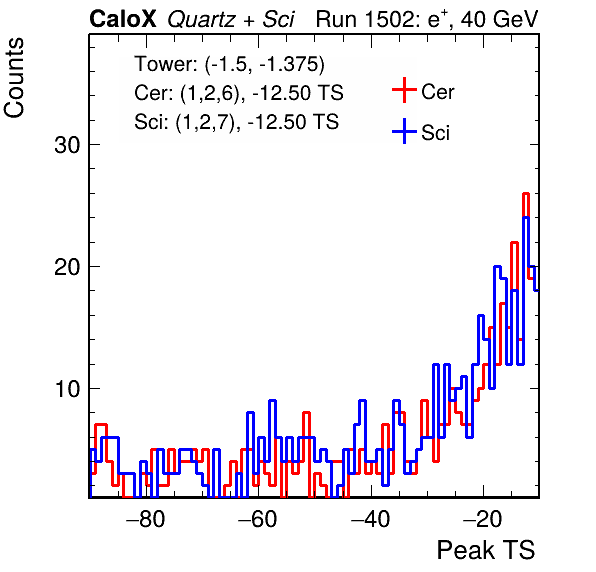 CaloX Quartz + Sci Run 1502: e+, 40 GeV
Counts
Tower: (-1.5, -1.375)
Cer: (1,2,6), -12.50 TS
Sci: (1,2,7), -12.50 TS
Cer
Sci
30
20
10
−80 −60 −40 −20
Peak TS